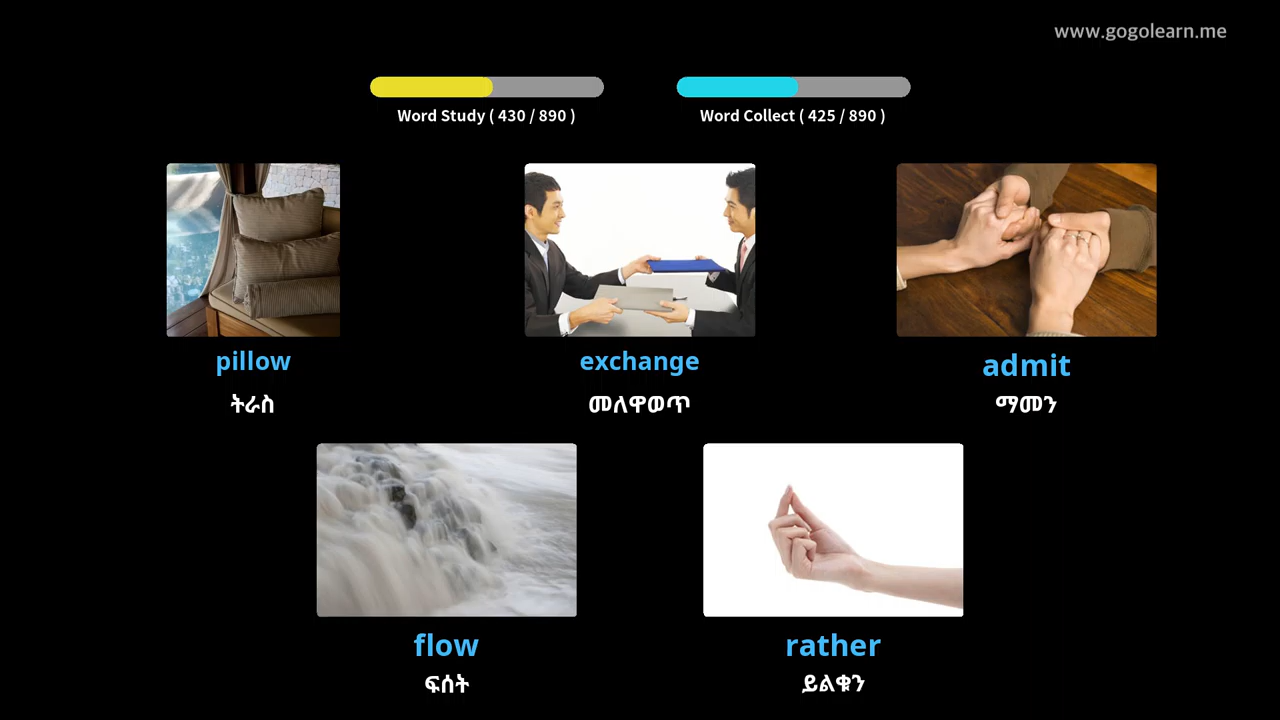 www.gogolearn.me
Word Study ( 430 / 890 )
Word Collect ( 425 / 890 )
pillow
ትራስ
exchange
መለዋወጥ
admit
ማመን
flow
ፍሰት
rather
ይልቁን